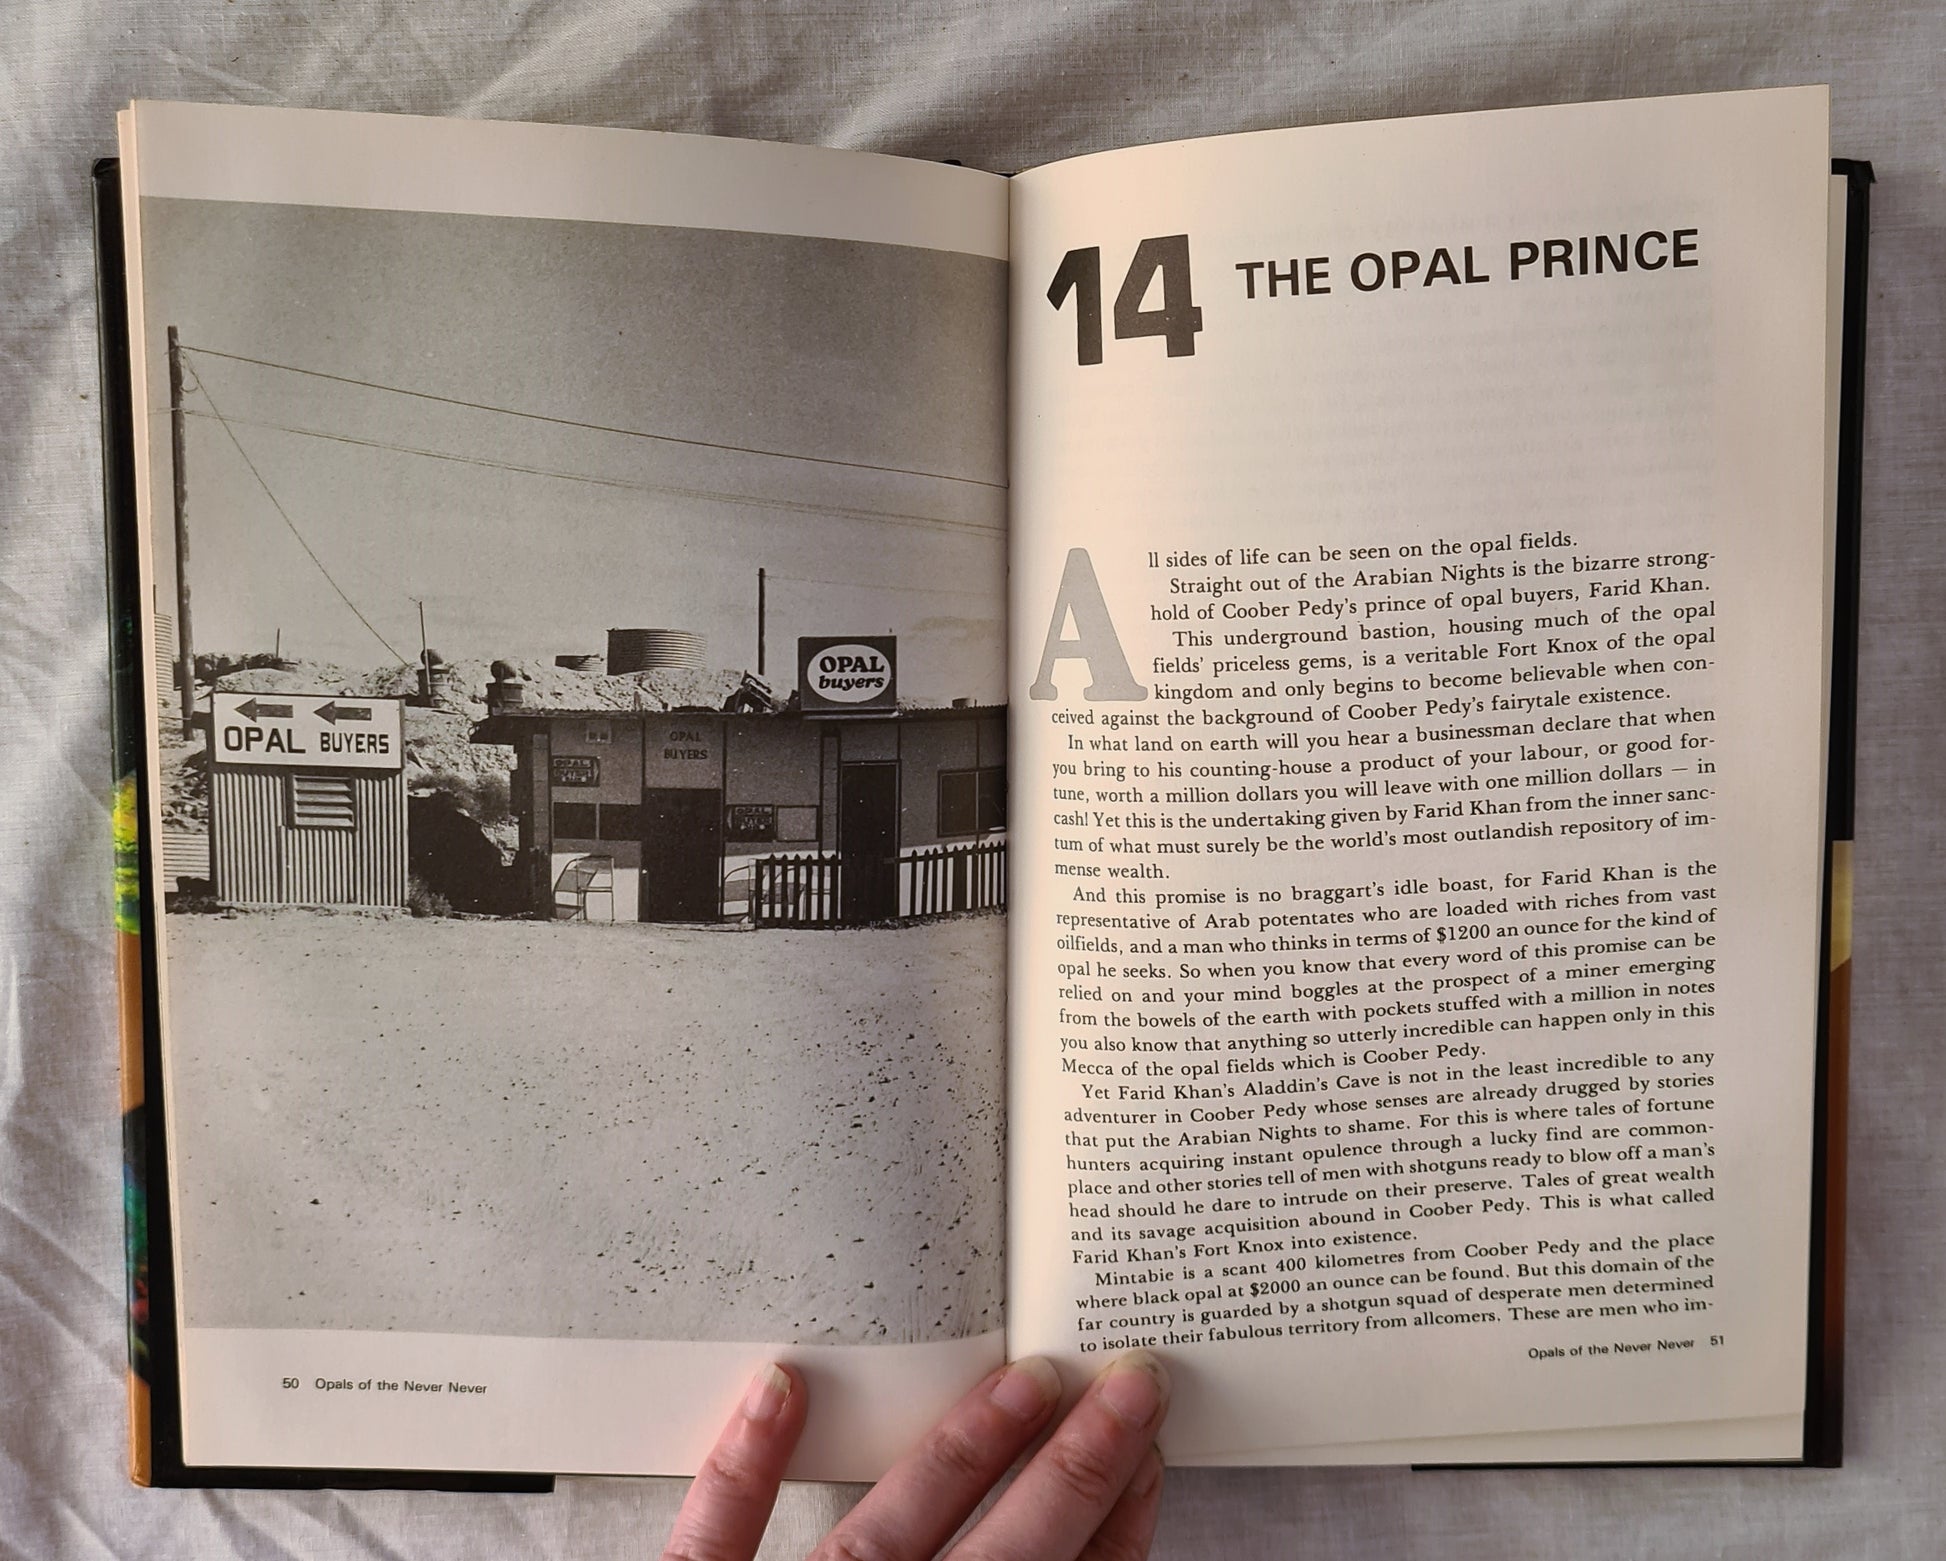 OPAL
buyers
OPAL BUYERS
OPAL
BUYERS
OPAL
50 Opals of the Never Never
14 THE OPAL PRINCE
All sides of life can be seen on the opal fields.
Straight out of the Arabian Nights is the bizarre strong-
hold of Coober Pedy's prince of opal buyers, Farid Khan.
This underground bastion, housing much of the opal
fields' priceless gems, is a veritable Fort Knox of the opal
kingdom and only begins to become believable when con-
ceived against the background of Coober Pedy's fairytale existence.
In what land on earth will you hear a businessman declare that when
you bring to his counting-house a product of your labour, or good for-
tune, worth a million dollars you will leave with one million dollars — in
cash! Yet this is the undertaking given by Farid Khan from the inner sanc-
tum of what must surely be the world's most outlandish repository of im-
mense wealth.
And this promise is no braggart's idle boast, for Farid Khan is the
representative of Arab potentates who are loaded with riches from vast
oilfields, and a man who thinks in terms of $1200 an ounce for the kind of
opal he seeks. So when you know that every word of this promise can be
relied on and your mind boggles at the prospect of a miner emerging
from the bowels of the earth with pockets stuffed with a million in notes
you also know that anything so utterly incredible can happen only in this
Mecca of the opal fields which is Coober Pedy.
Yet Farid Khan's Aladdin's Cave is not in the least incredible to any
adventurer in Coober Pedy whose senses are already drugged by stories
that put the Arabian Nights to shame. For this is where tales of fortune
hunters acquiring instant opulence through a lucky find are common-
place and other stories tell of men with shotguns ready to blow off a man's
head should he dare to intrude on their preserve. Tales of great wealth
and its savage acquisition abound in Coober Pedy. This is what called
Farid Khan's Fort Knox into existence.
Mintabie is a scant 400 kilometres from Coober Pedy and the place
where black opal at $2000 an ounce can be found. But this domain of the
far country is guarded by a shotgun squad of desperate men determined
to isolate their fabulous territory from allcomers. These are men who im-
Opals of the Never Never 51